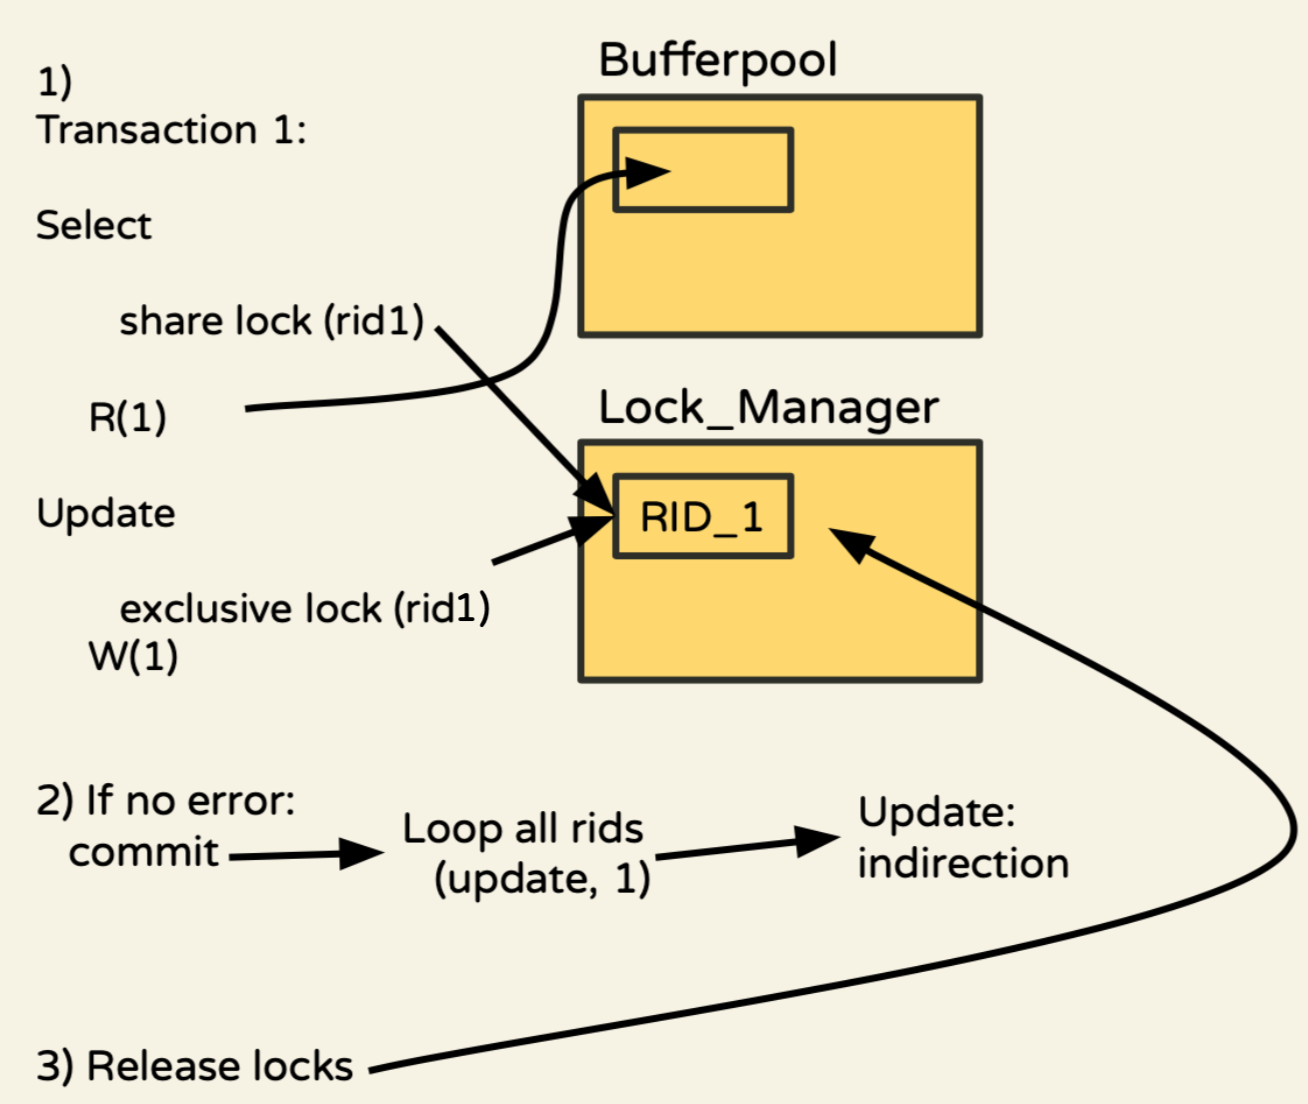 1)
Transaction 1:
Select
share lock (rid1)
R(1)
Update
exclusive lock (rid1)
W(1)
Bufferpool
Lock_Manager
RID_1
2) If no error:
commit
Loop all rids
(update, 1)
Update:
indirection
3) Release locks